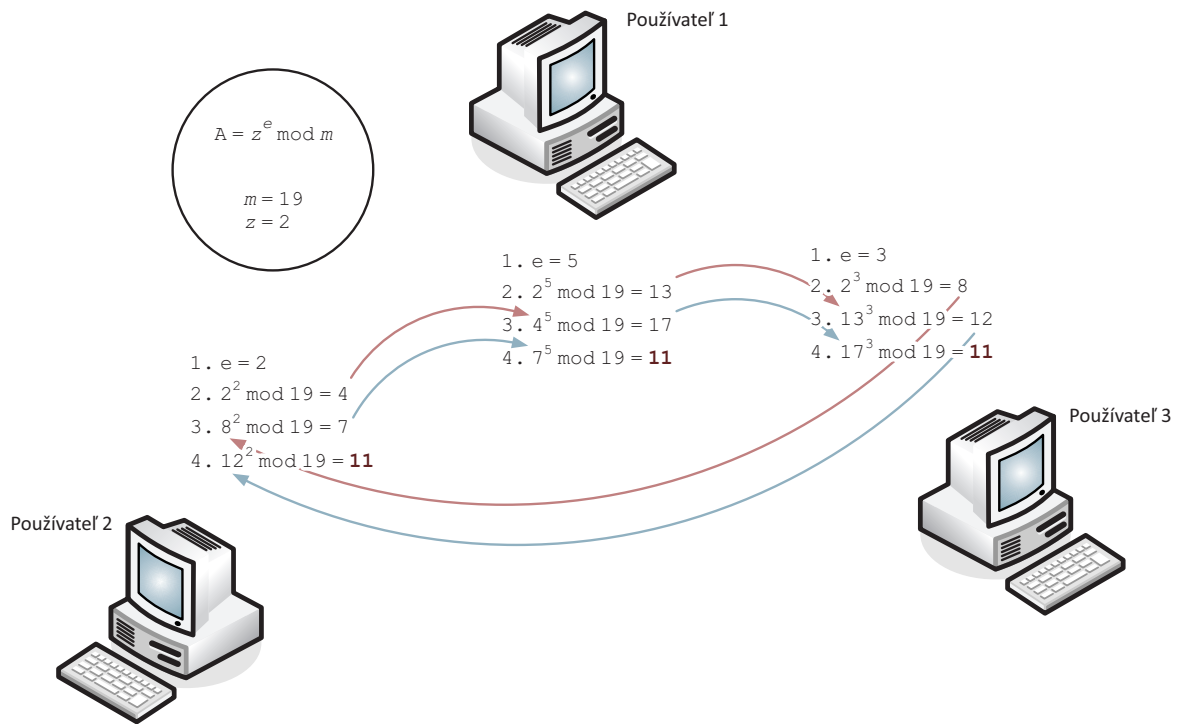 Používateľ 1
A = z^e mod m
m = 19
z = 2
1. e = 5
2. 2^5 mod 19 = 13
3. 4^5 mod 19 = 17
4. 7^5 mod 19 = 11
1. e = 3
2. 2^3 mod 19 = 8
3. 13^3 mod 19 = 12
4. 17^3 mod 19 = 11
1. e = 2
2. 2^2 mod 19 = 4
3. 8^2 mod 19 = 7
4. 12^2 mod 19 = 11
Používateľ 3
Používateľ 2